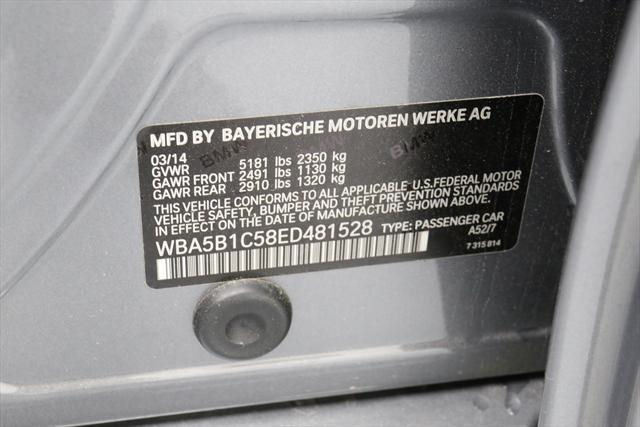 MFD BY BAYERISCHE MOTOREN WERKE AG
03/14
GVWR 5181 lbs 2350 kg
GAWR FRONT 2491 lbs 1130 kg
GAWR REAR 2910 lbs 1320 kg
THIS VEHICLE CONFORMS TO ALL APPLICABLE U.S.FEDERAL MOTOR
VEHICLE SAFETY, BUMPER AND THEFT PREVENTION STANDARDS
IN EFFECT ON THE DATE OF MANUFACTURE SHOWN ABOVE.
WBA5B1C58ED481528 TYPE: PASSENGER CAR
A52/7
7 315 814
BMW BMW